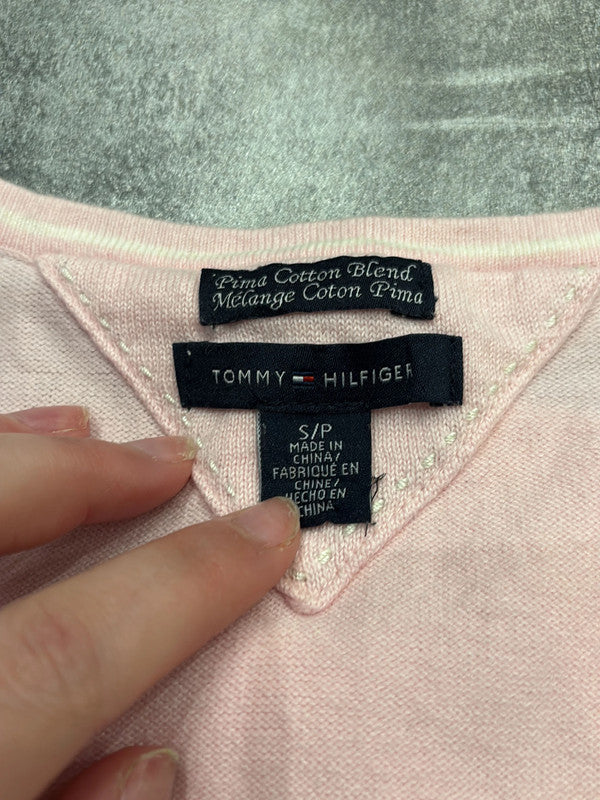 Pima Cotton Blend
Mélange Coton Pima
TOMMY HILFIGER
S/P
MADE IN
CHINA/
FABRIQUÉ EN
CHINE/
HECHO EN
CHINA